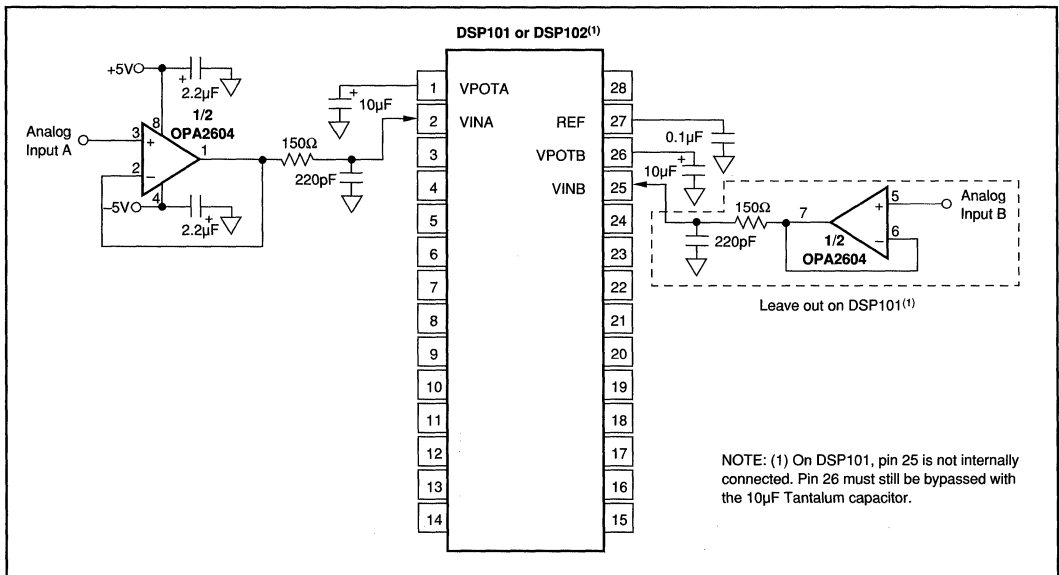 DSP101 or DSP102(1)
+5V
2.2µF
8
1/2
OPA2604
Analog
Input A
3
+
2
–
1
4
–5V
+
2.2µF
+
150Ω
220pF
+
10µF
1 VPOTA
2 VINA
3
4
5
6
7
8
9
10
11
12
13
14
28
REF 27
VPOTB 26
VINB 25
24
23
22
21
20
19
18
17
16
15
0.1µF
10µF
+
150Ω
220pF
7
1/2
OPA2604
+
5
–
6
Analog
Input B
Leave out on DSP101(1)
NOTE: (1) On DSP101, pin 25 is not internally
connected. Pin 26 must still be bypassed with
the 10µF Tantalum capacitor.